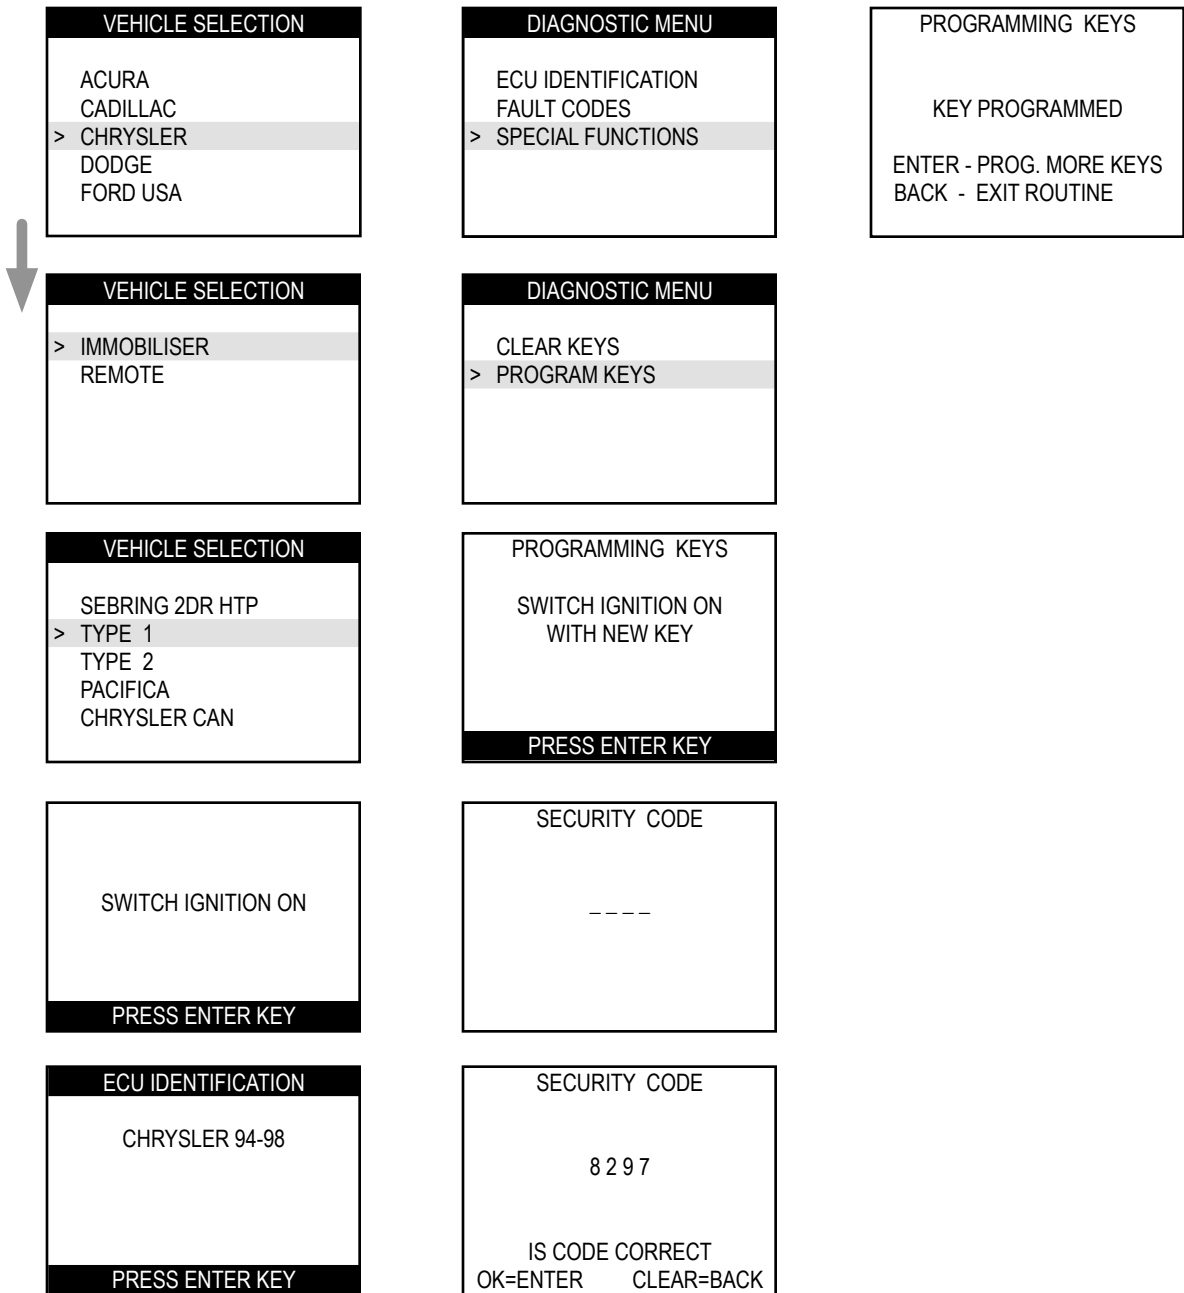 VEHICLE SELECTION
ACURA
CADILLAC
> CHRYSLER
DODGE
FORD USA
VEHICLE SELECTION
> IMMOBILISER
REMOTE
VEHICLE SELECTION
SEBRING 2DR HTP
> TYPE 1
TYPE 2
PACIFICA
CHRYSLER CAN
SWITCH IGNITION ON
PRESS ENTER KEY
ECU IDENTIFICATION
CHRYSLER 94-98
PRESS ENTER KEY
DIAGNOSTIC MENU
ECU IDENTIFICATION
FAULT CODES
> SPECIAL FUNCTIONS
DIAGNOSTIC MENU
CLEAR KEYS
> PROGRAM KEYS
PROGRAMMING KEYS
SWITCH IGNITION ON
WITH NEW KEY
PRESS ENTER KEY
SECURITY CODE
_ _ _ _
SECURITY CODE
8 2 9 7
IS CODE CORRECT
OK=ENTER CLEAR=BACK
PROGRAMMING KEYS
KEY PROGRAMMED
ENTER - PROG. MORE KEYS
BACK - EXIT ROUTINE